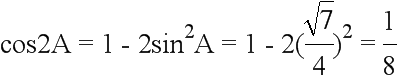 cos2A = 1 - 2sin²A = 1 - 2(√7/4)² = 1/8